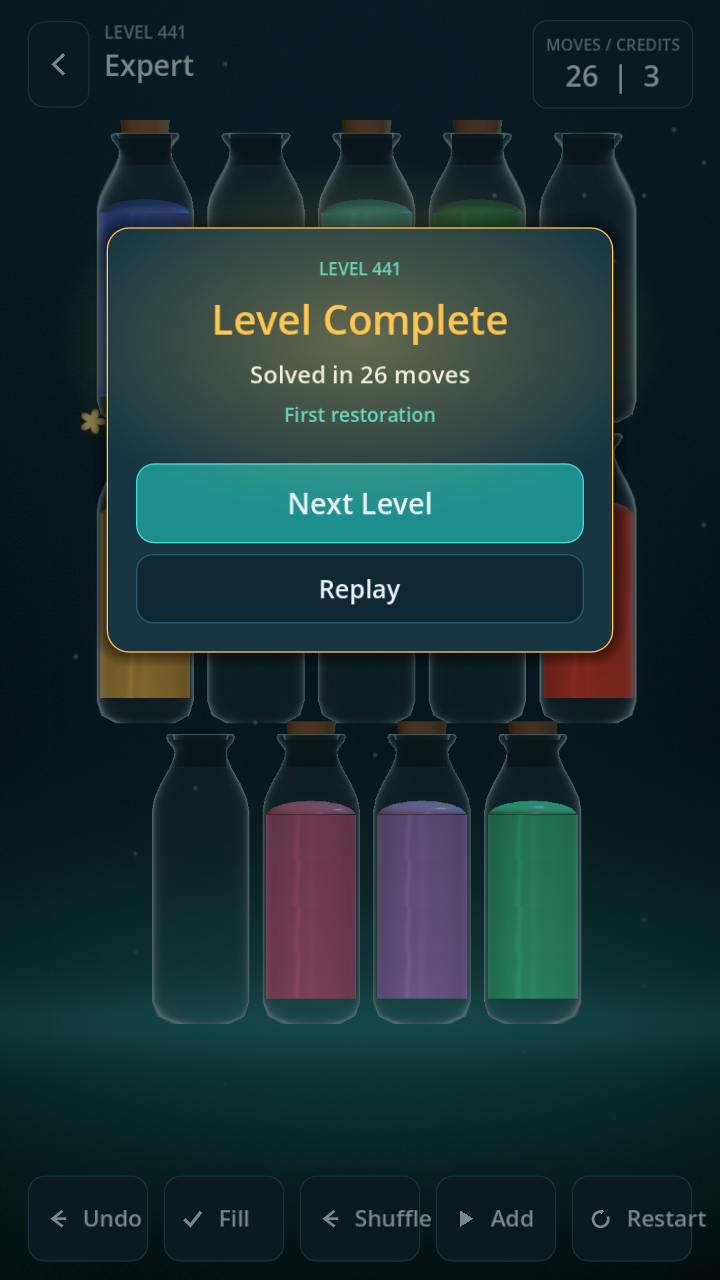 LEVEL 441
Expert
MOVES / CREDITS
26 | 3
LEVEL 441
Level Complete
Solved in 26 moves
First restoration
Next Level
Replay
Undo
Fill
Shuffle
Add
Restart